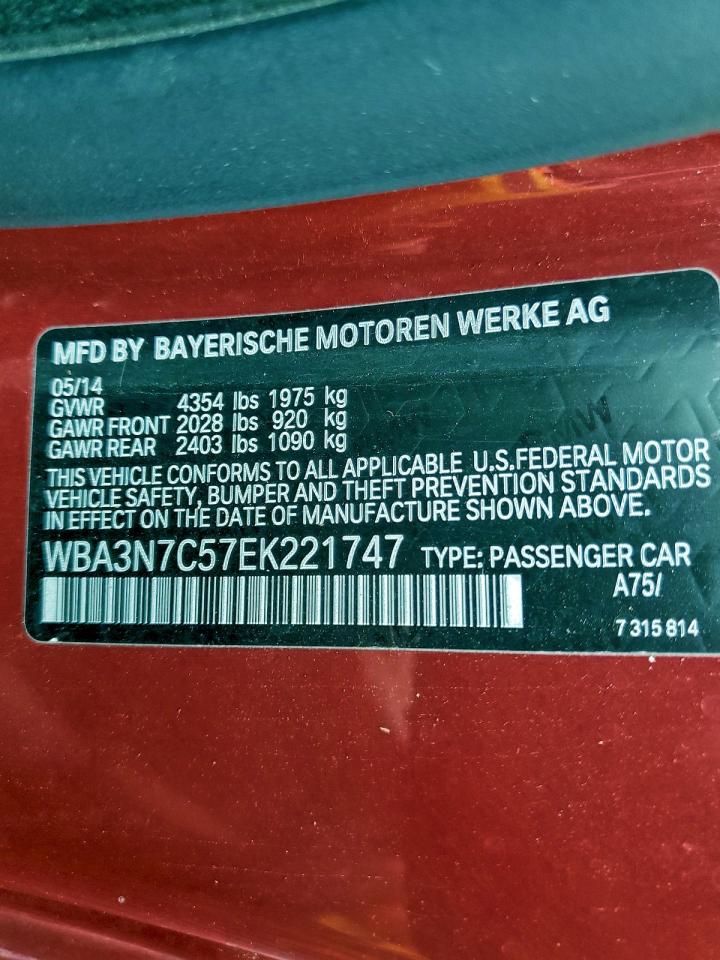 MFD BY BAYERISCHE MOTOREN WERKE AG
05/14
GVWR 4354 lbs 1975 kg
GAWR FRONT 2028 lbs 920 kg
GAWR REAR 2403 lbs 1090 kg
THIS VEHICLE CONFORMS TO ALL APPLICABLE U.S.FEDERAL MOTOR
VEHICLE SAFETY, BUMPER AND THEFT PREVENTION STANDARDS
IN EFFECT ON THE DATE OF MANUFACTURE SHOWN ABOVE.
WBA3N7C57EK221747 TYPE: PASSENGER CAR
A75/
7 315 814